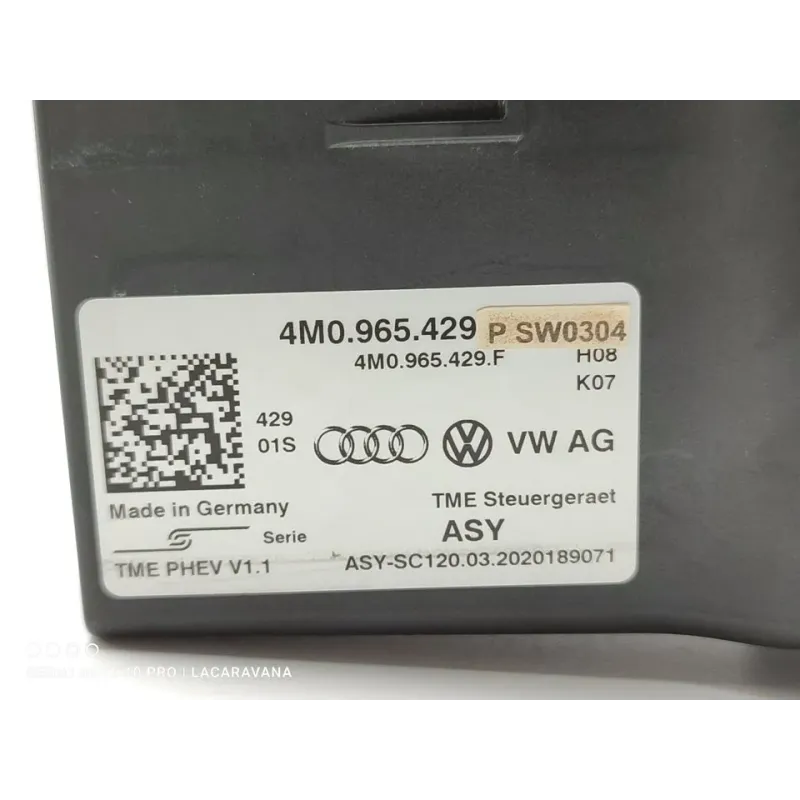 4M0.965.429 P SW0304
4M0.965.429.F H08
K07
429
01S
VW AG
Made in Germany
TME Steuergeraet
Serie
ASY
TME PHEV V1.1
ASY-SC120.03.2020189071
PRO | LACARAVANA